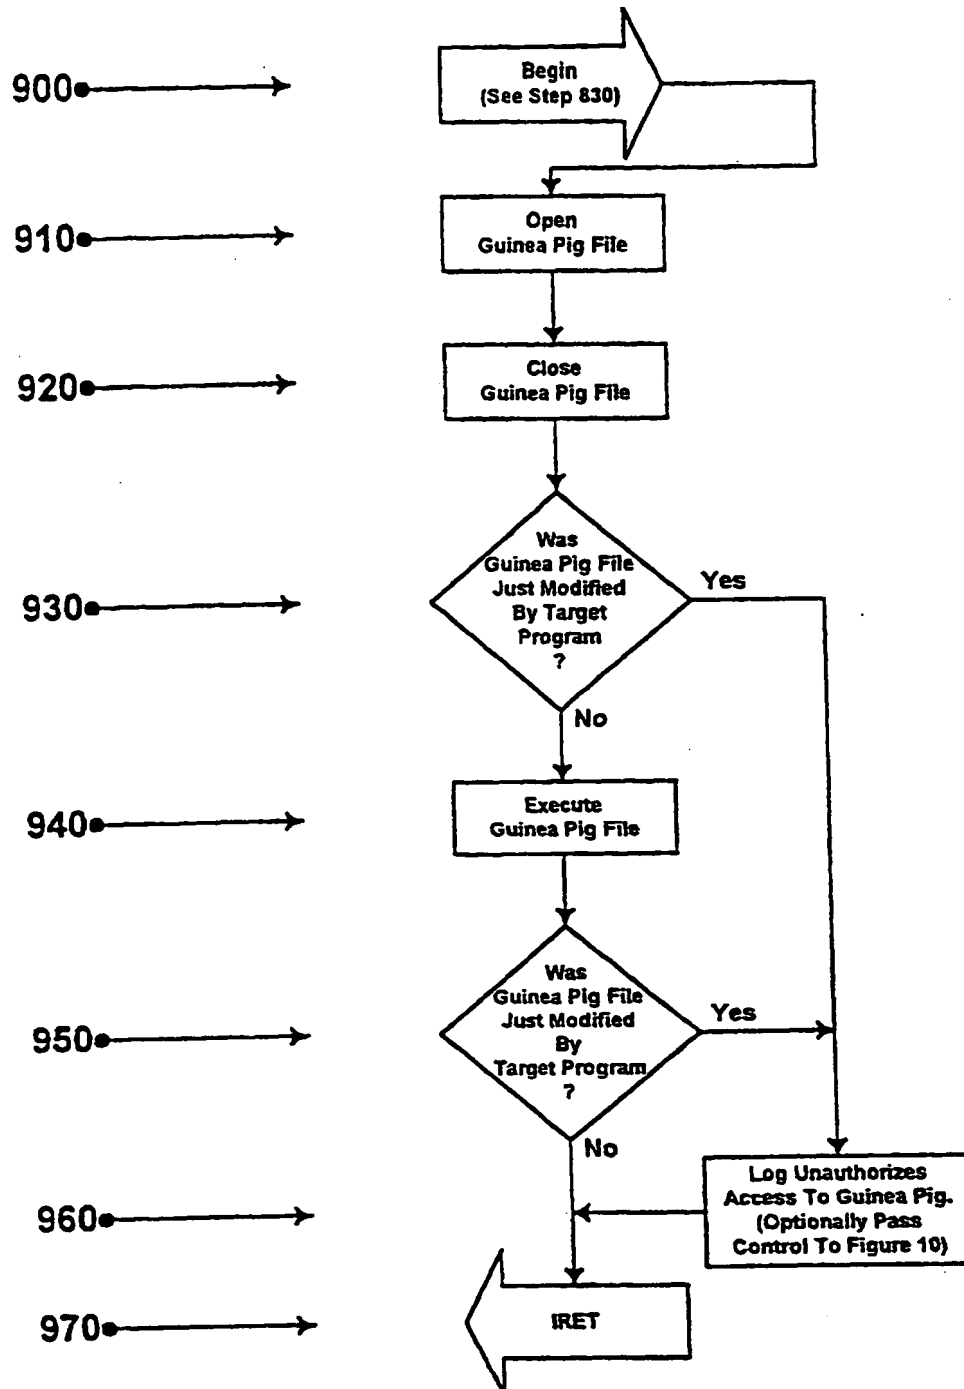 900
Begin
(See Step 830)
910
Open
Guinea Pig File
920
Close
Guinea Pig File
930
Was
Guinea Pig File
Just Modified
By Target
Program
?
Yes
No
940
Execute
Guinea Pig File
950
Was
Guinea Pig File
Just Modified
By
Target Program
?
Yes
No
960
Log Unauthorizes
Access To Guinea Pig.
(Optionally Pass
Control To Figure 10)
970
IRET